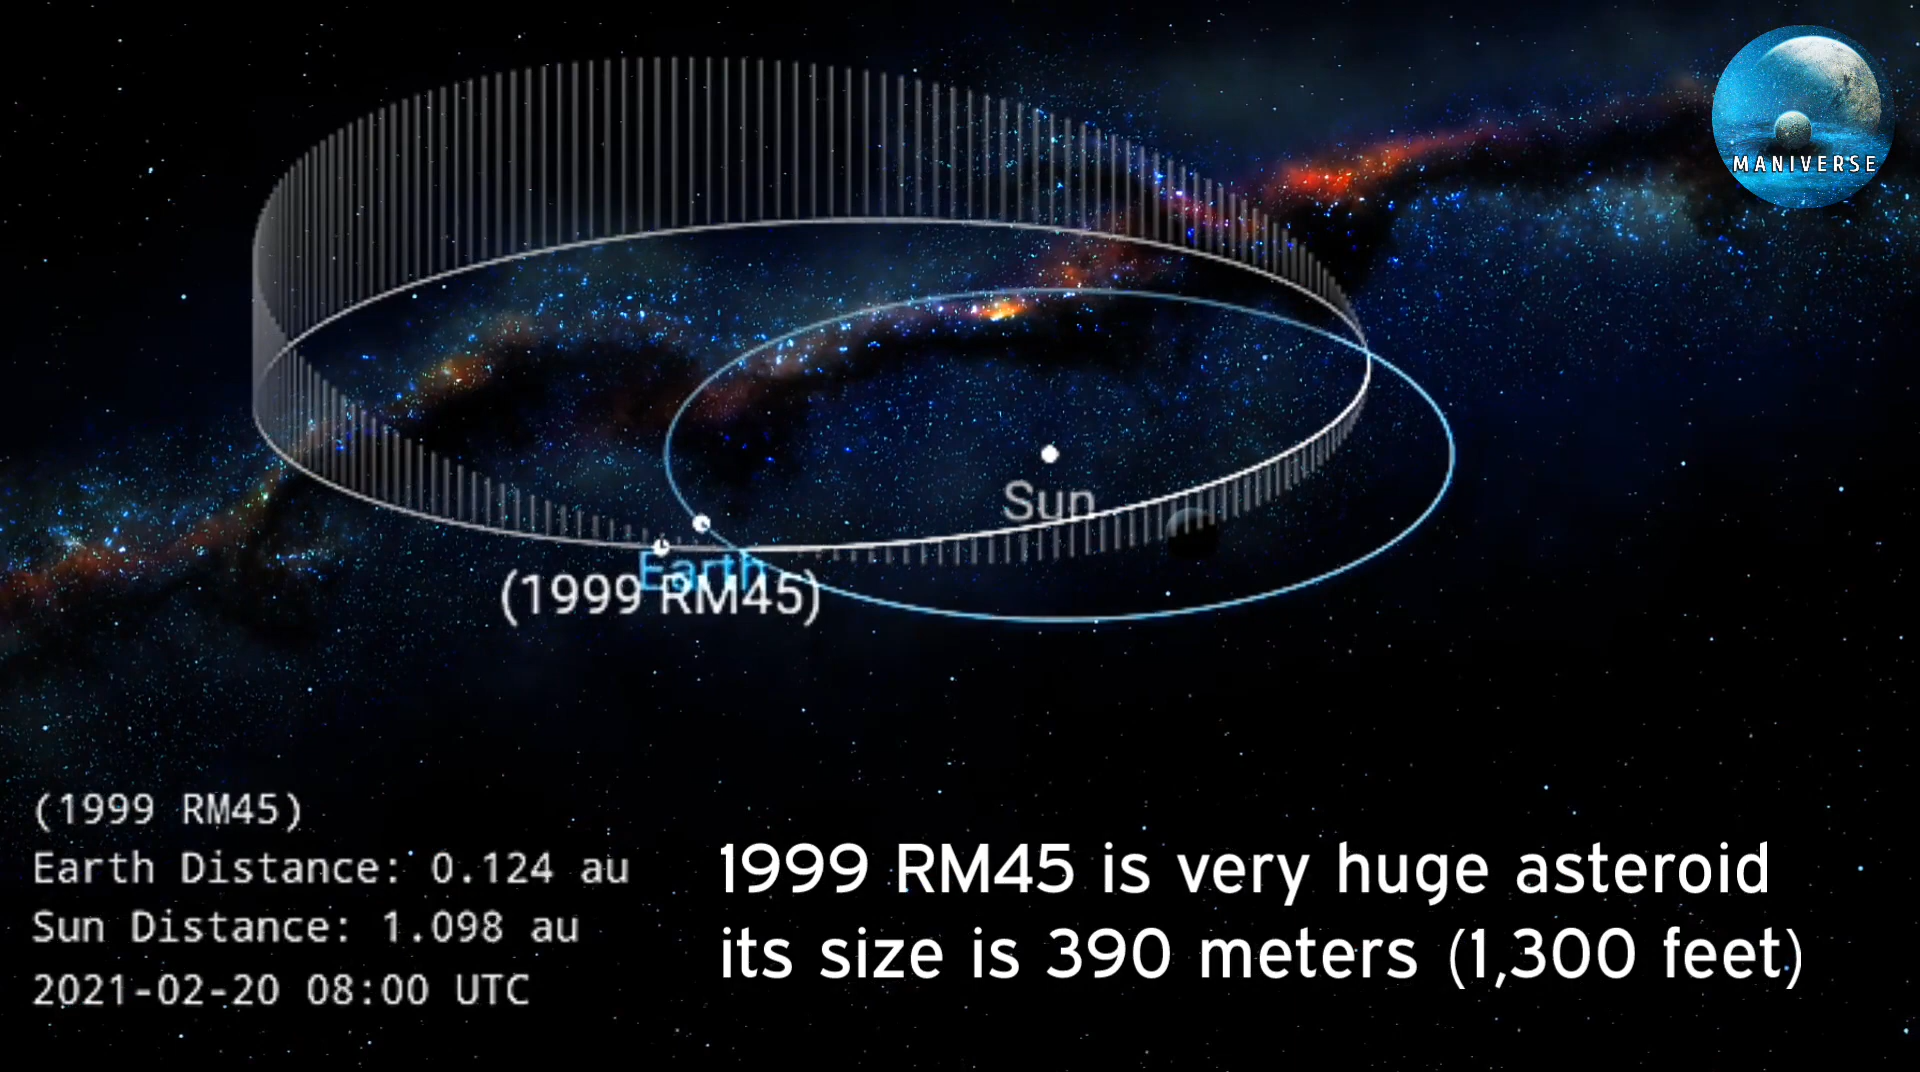 MANIVERSE
Sun
Earth
(1999 RM45)
(1999 RM45)
Earth Distance: 0.124 au
Sun Distance: 1.098 au
2021-02-20 08:00 UTC
1999 RM45 is very huge asteroid
its size is 390 meters (1,300 feet)